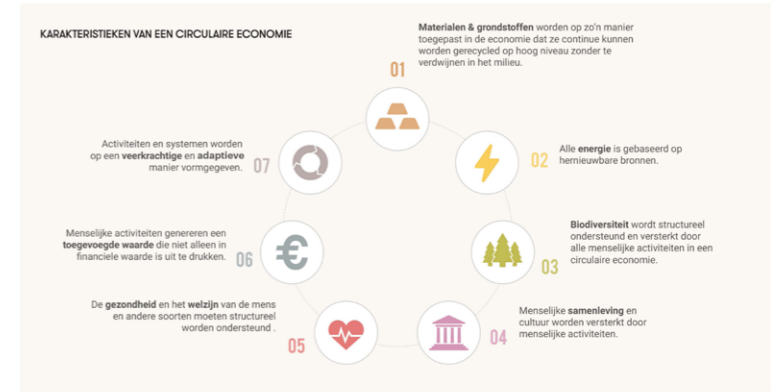 KARAKTERISTIEKEN VAN EEN CIRCULAIRE ECONOMIE
Materialen & grondstoffen worden op zo'n manier
toegepast in de economie dat ze continue kunnen
worden gerecycled op hoog niveau zonder te
verdwijnen in het milieu.
01
Alle energie is gebaseerd op
hernieuwbare bronnen.
02
Biodiversiteit wordt structureel
ondersteund en versterkt door
alle menselijke activiteiten in een
circulaire economie.
03
Menselijke samenleving en
cultuur worden versterkt door
menselijke activiteiten.
04
De gezondheid en het welzijn van de mens
en andere soorten moeten structureel
worden ondersteund .
05
Menselijke activiteiten genereren een
toegevoegde waarde die niet alleen in
financiele waarde is uit te drukken.
06
Activiteiten en systemen worden
op een veerkrachtige en adaptieve
manier vormgegeven.
07
€